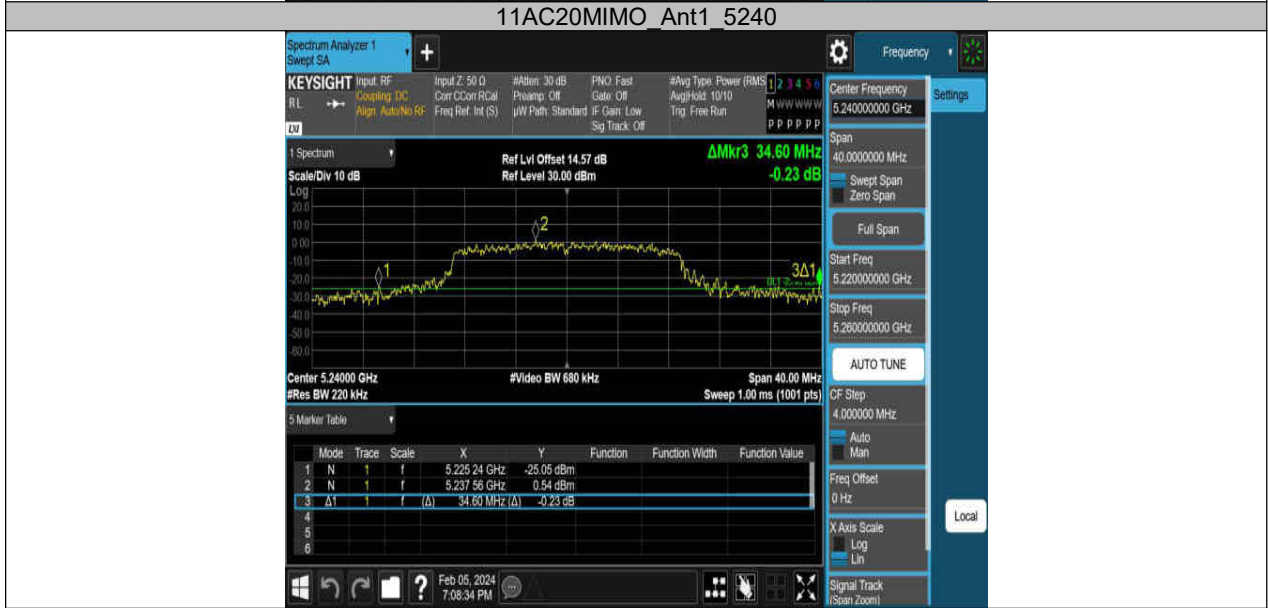 11AC20MIMO_Ant1_5240
Spectrum Analyzer 1
Swept SA
+
Frequency
KEYSIGHT
RL
LXI
Input: RF
Coupling: DC
Align: Auto/No RF
Input Z: 50 Ω
Corr CCorr RCal
Freq Ref: Int (S)
#Atten: 30 dB
Preamp: Off
µW Path: Standard
PNO: Fast
Gate: Off
IF Gain: Low
Sig Track: Off
#Avg Type: Power (RMS
Avg|Hold: 10/10
Trig: Free Run
1 2 3 4 5 6
M W W W W W
P P P P P P
Center Frequency
5.240000000 GHz
Settings
Span
40.0000000 MHz
Swept Span
Zero Span
Full Span
Start Freq
5.220000000 GHz
Stop Freq
5.260000000 GHz
AUTO TUNE
CF Step
4.000000 MHz
Auto
Man
Freq Offset
0 Hz
X Axis Scale
Log
Lin
Signal Track
(Span Zoom)
Local
1 Spectrum
Scale/Div 10 dB
Ref Lvl Offset 14.57 dB
Ref Level 30.00 dBm
ΔMkr3 34.60 MHz
-0.23 dB
Log
20.0
10.0
0.00
-10.0
-20.0
-30.0
-40.0
-50.0
-60.0
1
2
3Δ1
Center 5.24000 GHz
#Res BW 220 kHz
#Video BW 680 kHz
Span 40.00 MHz
Sweep 1.00 ms (1001 pts)
5 Marker Table
Mode Trace Scale X Y Function Function Width Function Value
1 N 1 f 5.225 24 GHz -25.05 dBm
2 N 1 f 5.237 56 GHz 0.54 dBm
3 Δ1 1 f (Δ) 34.60 MHz (Δ) -0.23 dB
4
5
6
?
Feb 05, 2024
7:08:34 PM